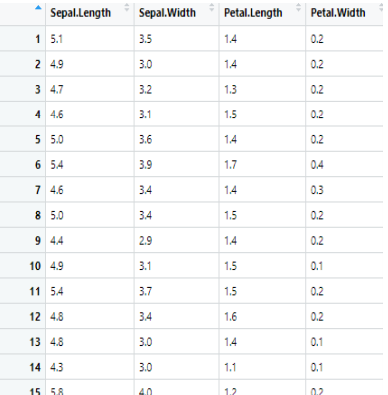 Sepal.Length Sepal.Width Petal.Length Petal.Width
1 5.1 3.5 1.4 0.2
2 4.9 3.0 1.4 0.2
3 4.7 3.2 1.3 0.2
4 4.6 3.1 1.5 0.2
5 5.0 3.6 1.4 0.2
6 5.4 3.9 1.7 0.4
7 4.6 3.4 1.4 0.3
8 5.0 3.4 1.5 0.2
9 4.4 2.9 1.4 0.2
10 4.9 3.1 1.5 0.1
11 5.4 3.7 1.5 0.2
12 4.8 3.4 1.6 0.2
13 4.8 3.0 1.4 0.1
14 4.3 3.0 1.1 0.1
15 5.8 4.0 1.2 0.2